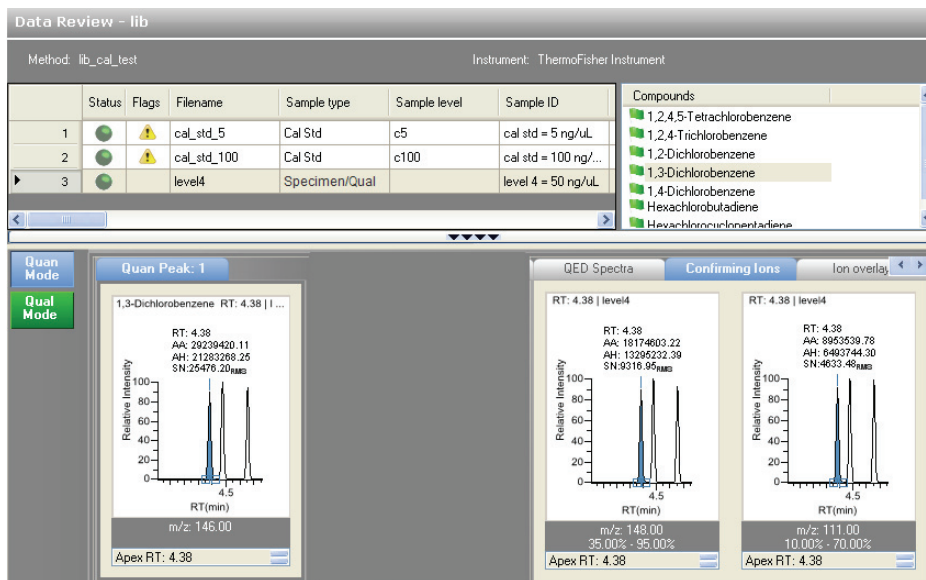 Data Review - lib
Method: lib_cal_test Instrument: ThermoFisher Instrument
Status Flags Filename Sample type Sample level Sample ID
1 cal_std_5 Cal Std c5 cal std = 5 ng/uL
2 cal_std_100 Cal Std c100 cal std = 100 ng/...
3 level4 Specimen/Qual level 4 = 50 ng/uL
Compounds
1,2,4,5-Tetrachlorobenzene
1,2,4-Trichlorobenzene
1,2-Dichlorobenzene
1,3-Dichlorobenzene
1,4-Dichlorobenzene
Hexachlorobutadiene
Hexachlorocyclopentadiene
Quan
Mode
Qual
Mode
Quan Peak: 1
1,3-Dichlorobenzene RT: 4.38 | l ...
RT: 4.38
AA: 29239420.11
AH: 21283268.25
SN:25476.20RMS
Relative Intensity
100
80
60
40
20
0
4.5
RT(min)
m/z: 146.00
Apex RT: 4.38
QED Spectra Confirming Ions Ion overlay
RT: 4.38 | level4
RT: 4.38
AA: 18174603.22
AH: 13295232.39
SN:9316.95RMS
Relative Intensity
100
80
60
40
20
0
4.5
RT(min)
m/z: 148.00
35.00% - 95.00%
Apex RT: 4.38
RT: 4.38 | level4
RT: 4.38
AA: 8953539.78
AH: 6493744.30
SN:4633.48RMS
Relative Intensity
100
80
60
40
20
0
4.5
RT(min)
m/z: 111.00
10.00% - 70.00%
Apex RT: 4.38